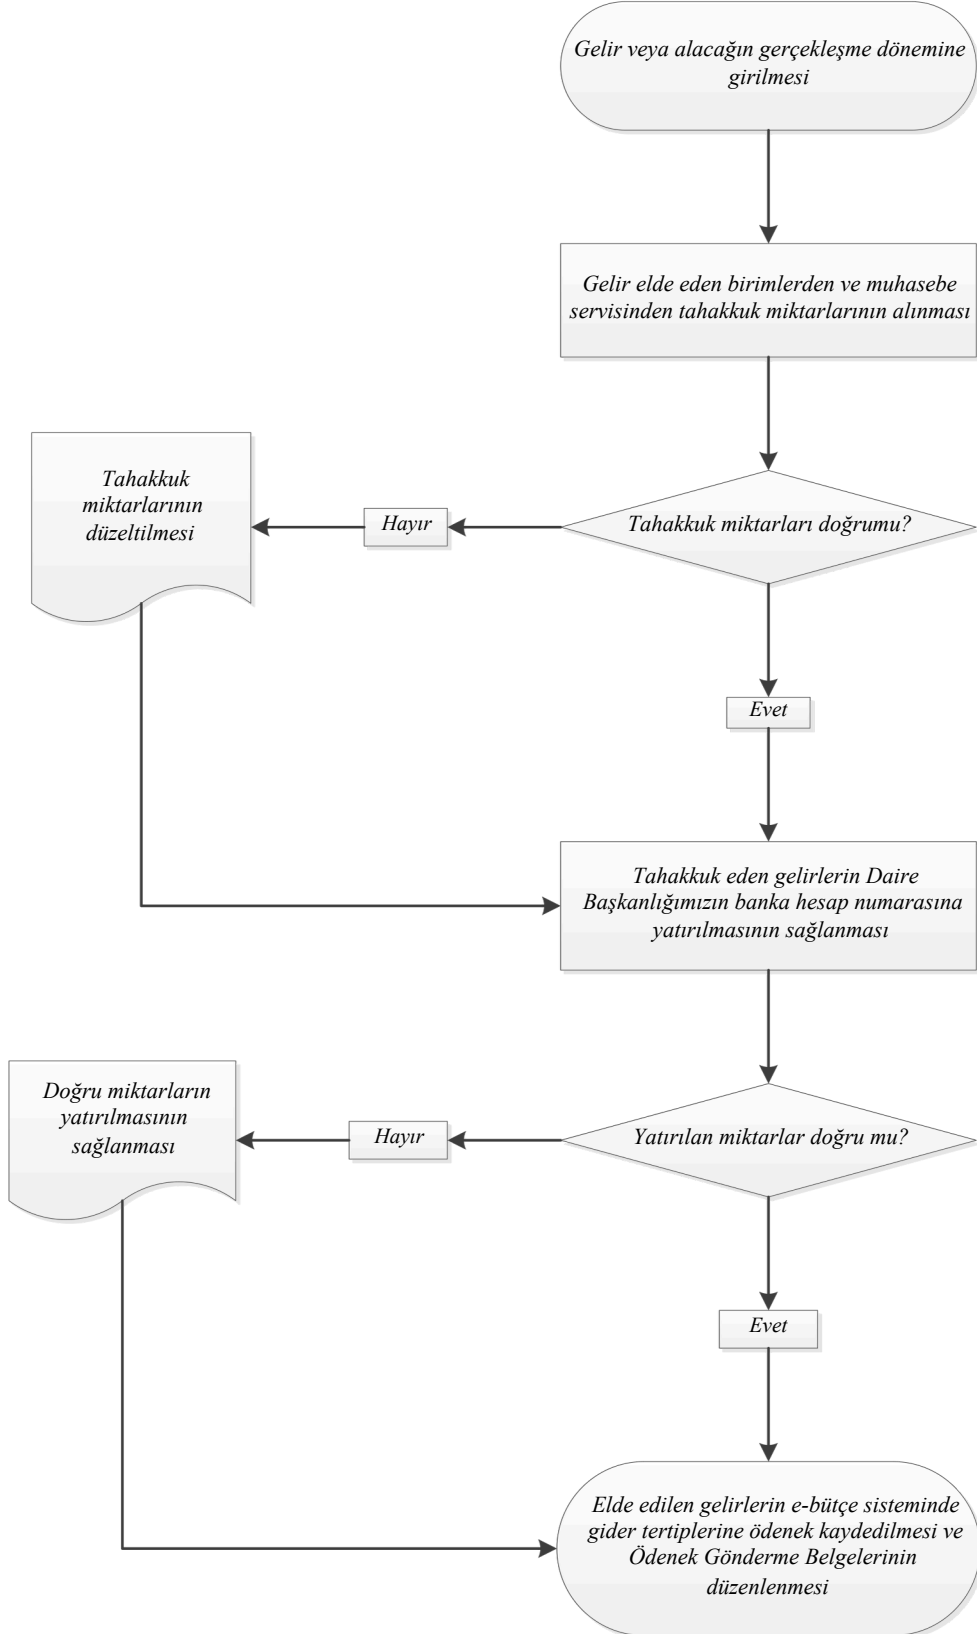 Gelir veya alacağın gerçekleşme dönemine
girilmesi
Gelir elde eden birimlerden ve muhasebe
servisinden tahakkuk miktarlarının alınması
Tahakkuk
miktarlarının
düzeltilmesi
Hayır
Tahakkuk miktarları doğrumu?
Evet
Tahakkuk eden gelirlerin Daire
Başkanlığımızın banka hesap numarasına
yatırılmasının sağlanması
Doğru miktarların
yatırılmasının
sağlanması
Hayır
Yatırılan miktarlar doğru mu?
Evet
Elde edilen gelirlerin e-bütçe sisteminde
gider tertiplerine ödenek kaydedilmesi ve
Ödenek Gönderme Belgelerinin
düzenlenmesi